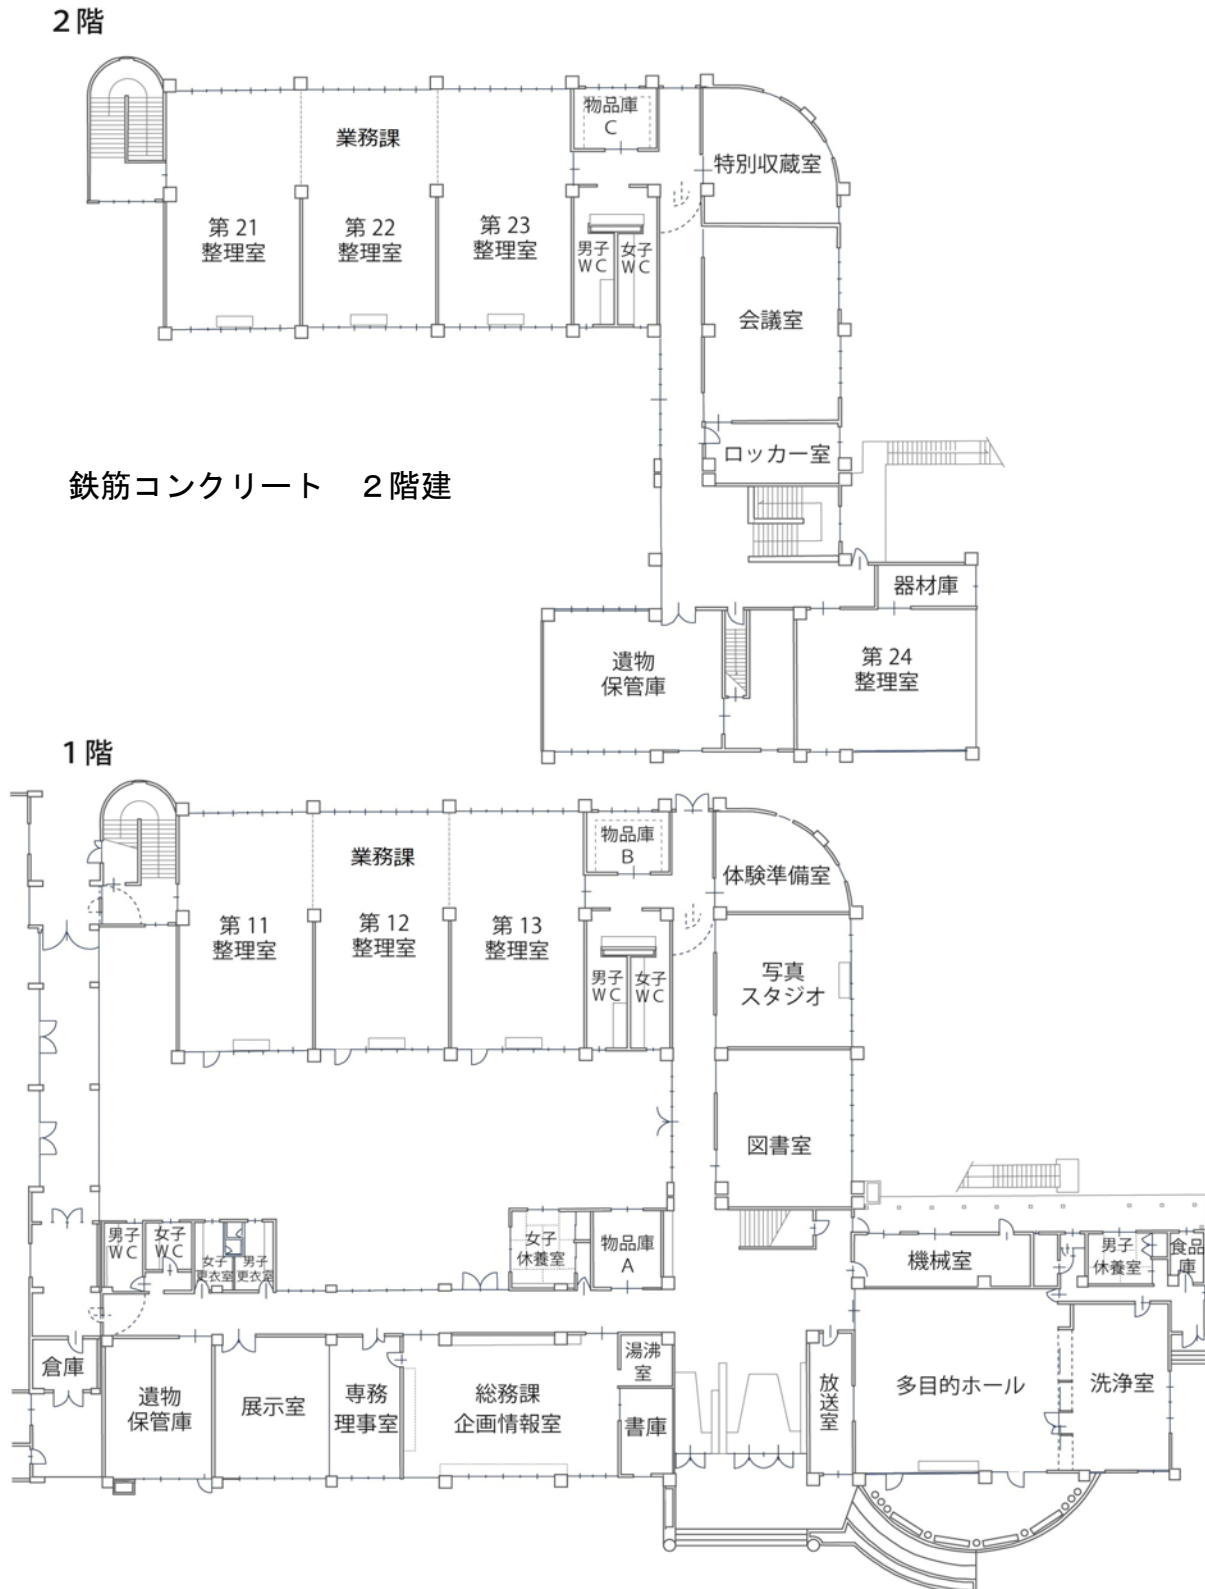 2階
物品庫
C
業務課
特別収蔵室
第 21
整理室
第 22
整理室
第 23
整理室
男子
WC
女子
WC
会議室
ロッカー室
鉄筋コンクリート　２階建
器材庫
遺物
保管庫
第 24
整理室
1階
物品庫
B
業務課
体験準備室
第 11
整理室
第 12
整理室
第 13
整理室
男子
WC
女子
WC
写真
スタジオ
図書室
男子
WC
女子
WC
女子
更衣室
男子
更衣室
女子
休養室
物品庫
A
機械室
男子
休養室
食品
庫
倉庫
遺物
保管庫
展示室
専務
理事室
総務課
企画情報室
湯沸
室
書庫
放
送
室
多目的ホール
洗浄室